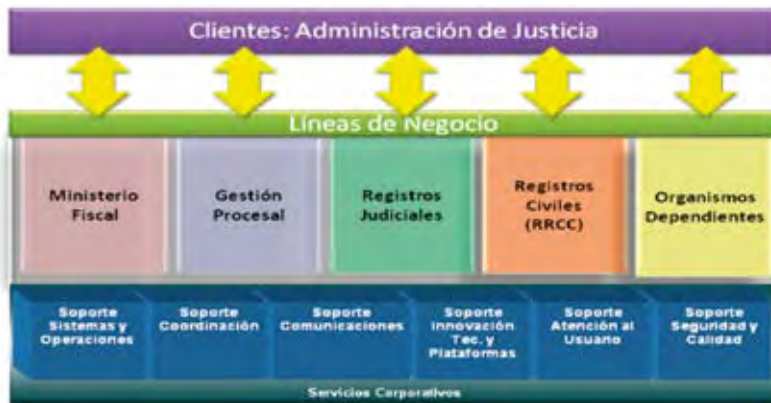 Clientes: Administración de Justicia
Líneas de Negocio
Ministerio
Fiscal
Gestión
Procesal
Registros
Judiciales
Registros
Civiles
(RRCC)
Organismos
Dependientes
Soporte
Sistemas y
Operaciones
Soporte
Coordinación
Soporte
Comunicaciones
Soporte
Innovación
Tec. y
Plataformas
Soporte
Atención al
Usuario
Soporte
Seguridad y
Calidad
Servicios Corporativos